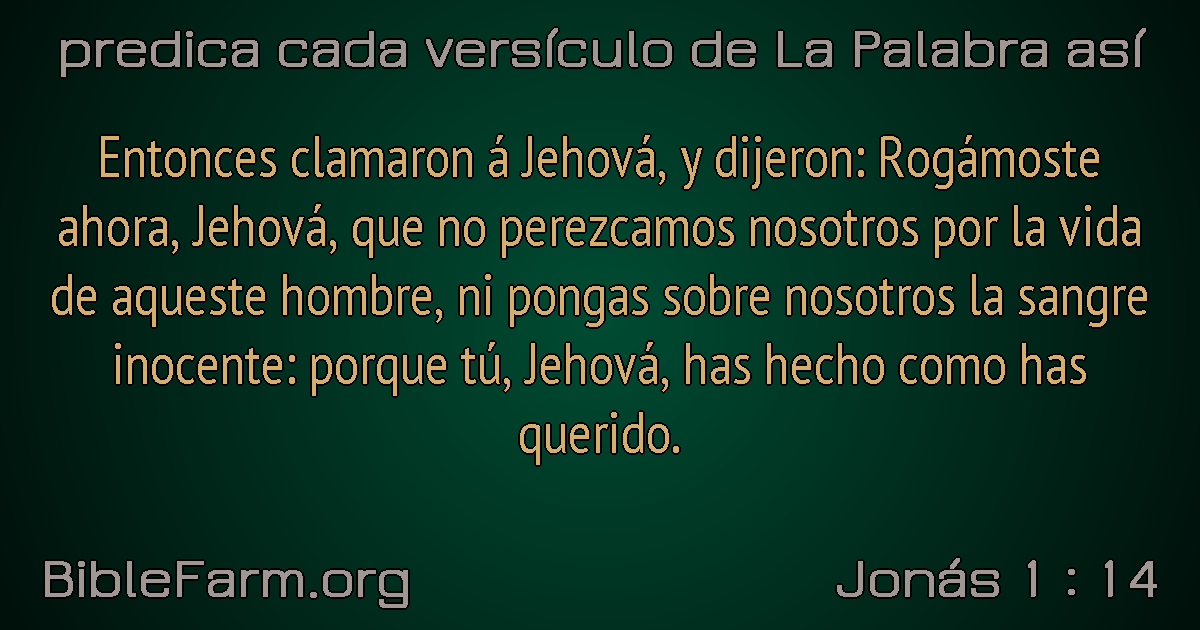 predica cada versículo de La Palabra así
Entonces clamaron á Jehová, y dijeron: Rogámoste
ahora, Jehová, que no perezcamos nosotros por la vida
de aqueste hombre, ni pongas sobre nosotros la sangre
inocente: porque tú, Jehová, has hecho como has
querido.
BibleFarm.org
Jonás 1 : 14